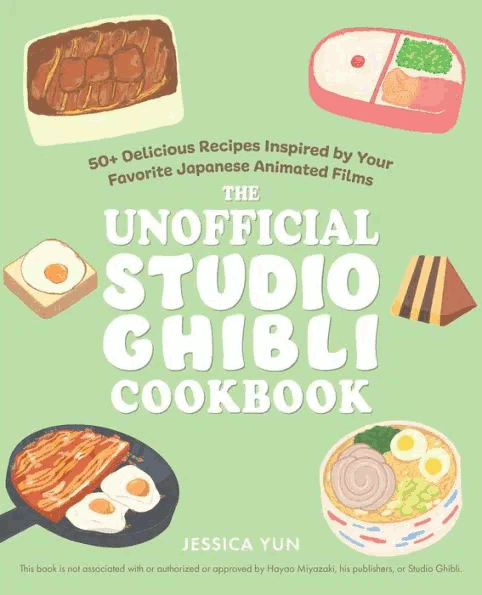 50+ Delicious Recipes Inspired by Your
Favorite Japanese Animated Films
THE
UNOFFICIAL
STUDIO
GHIBLI
COOKBOOK
JESSICA YUN
This book is not associated with or authorized or approved by Hayao Miyazaki, his publishers, or Studio Ghibli.